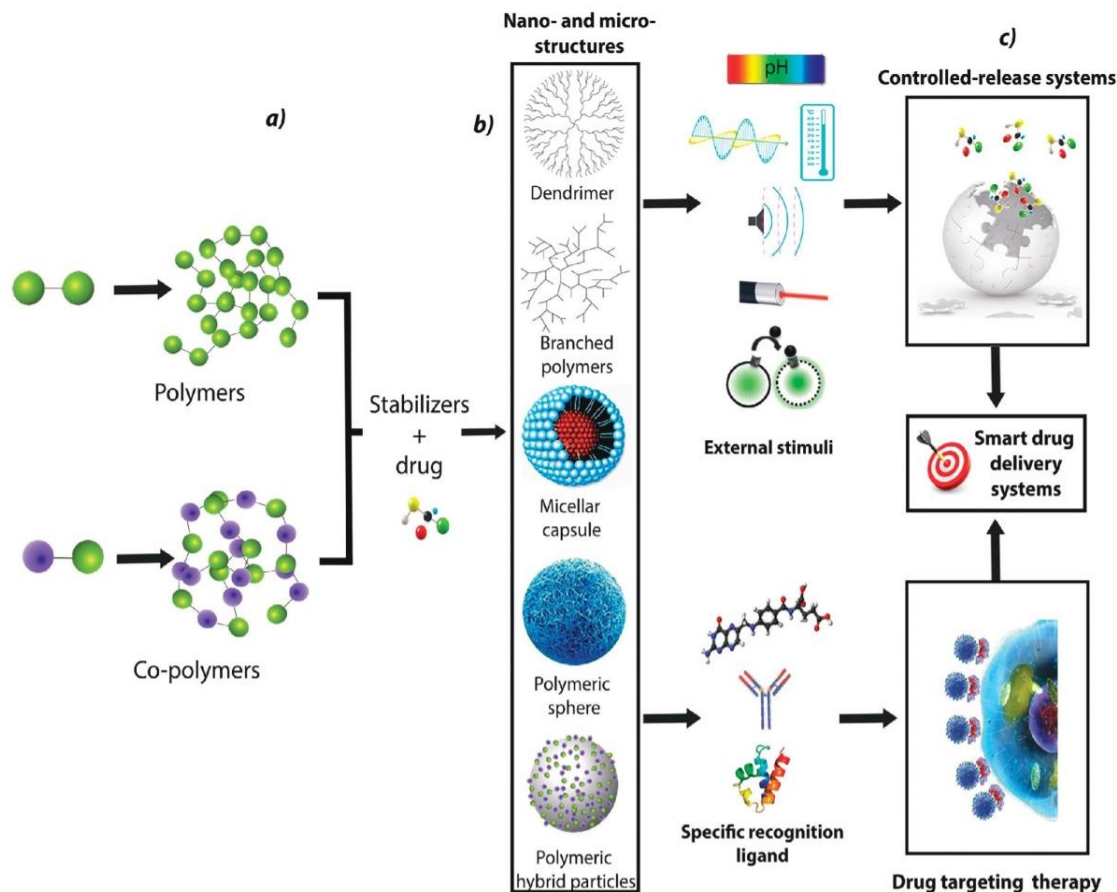 a)
Polymers
Co-polymers
Stabilizers
+
drug
b)
Nano- and micro-
structures
Dendrimer
Branched
polymers
Micellar
capsule
Polymeric
sphere
Polymeric
hybrid particles
pH
°C
External stimuli
Specific recognition
ligand
c)
Controlled-release systems
Smart drug
delivery
systems
Drug targeting therapy